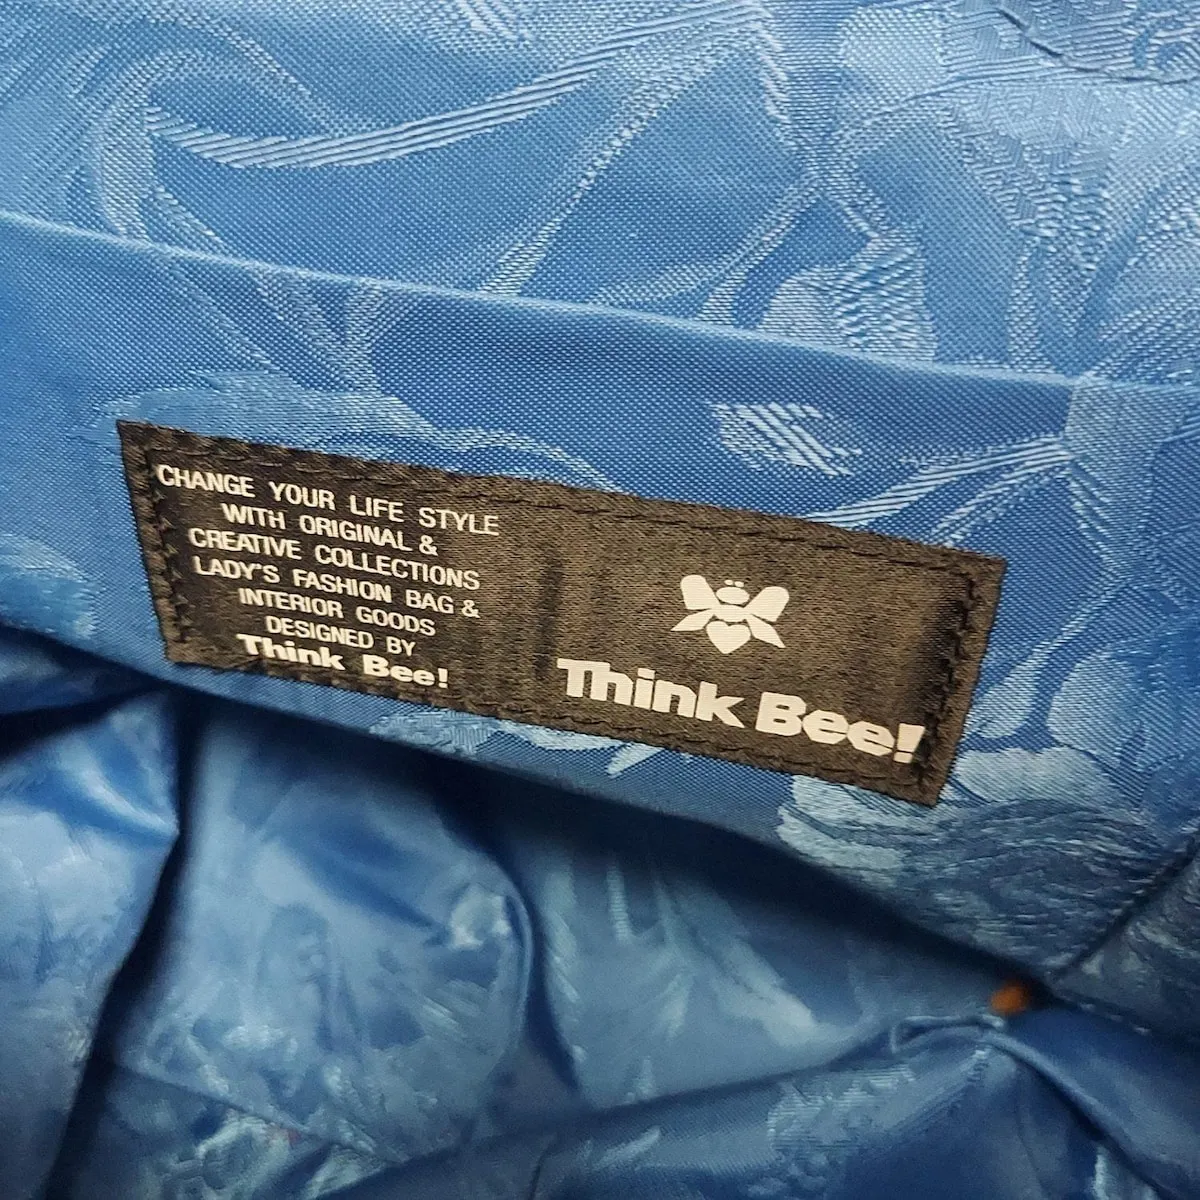 CHANGE YOUR LIFE STYLE
WITH ORIGINAL &
CREATIVE COLLECTIONS
LADY'S FASHION BAG &
INTERIOR GOODS
DESIGNED BY
Think Bee!
Think Bee!